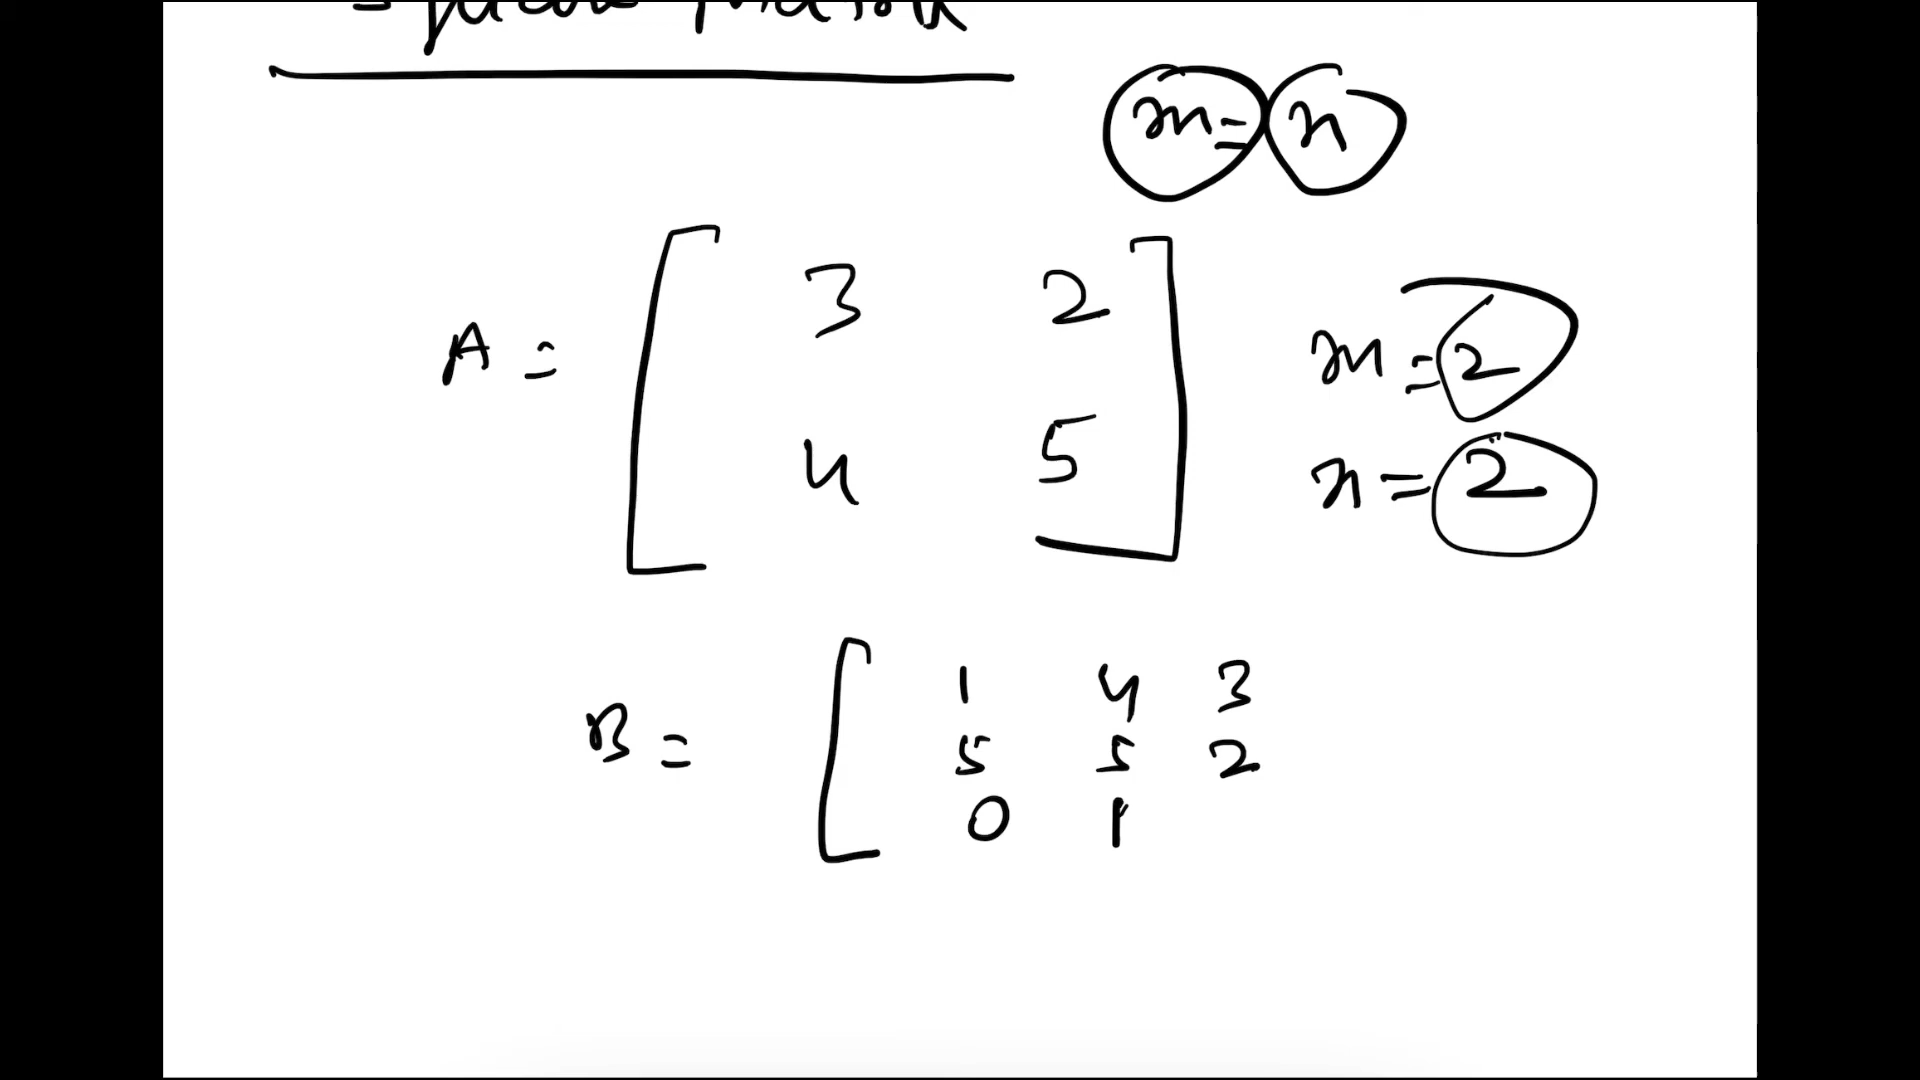 m = n
A = [ 3 2 ]
m = 2
[ 4 5 ]
n = 2
B = [ 1 4 3
5 5 2
0 1